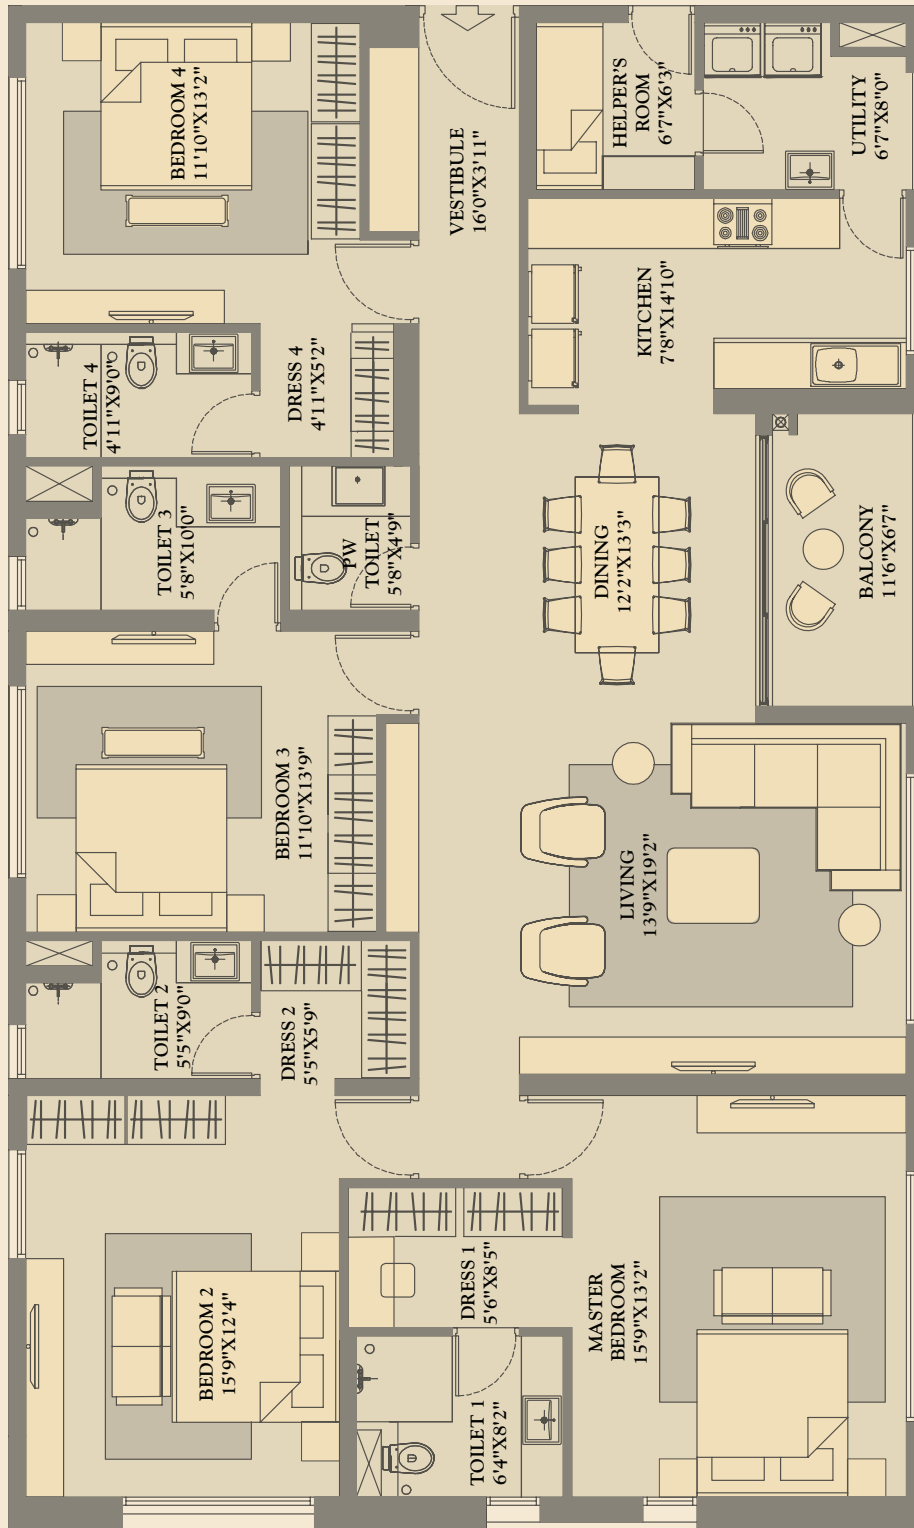 BEDROOM 4
11'10"X13'2"
VESTIBULE
16'0"X3'11"
HELPER'S
ROOM
6'7"X6'3"
UTILITY
6'7"X8'0"
KITCHEN
7'8"X14'10"
TOILET 4
4'11"X9'0"
DRESS 4
4'11"X5'2"
TOILET 3
5'8"X10'0"
PW
TOILET
5'8"X4'9"
DINING
12'2"X13'3"
BALCONY
11'6"X6'7"
BEDROOM 3
11'10"X13'9"
LIVING
13'9"X19'2"
TOILET 2
5'5"X9'0"
DRESS 2
5'5"X5'9"
BEDROOM 2
15'9"X12'4"
DRESS 1
5'6"X8'5"
MASTER
BEDROOM
15'9"X13'2"
TOILET 1
6'4"X8'2"